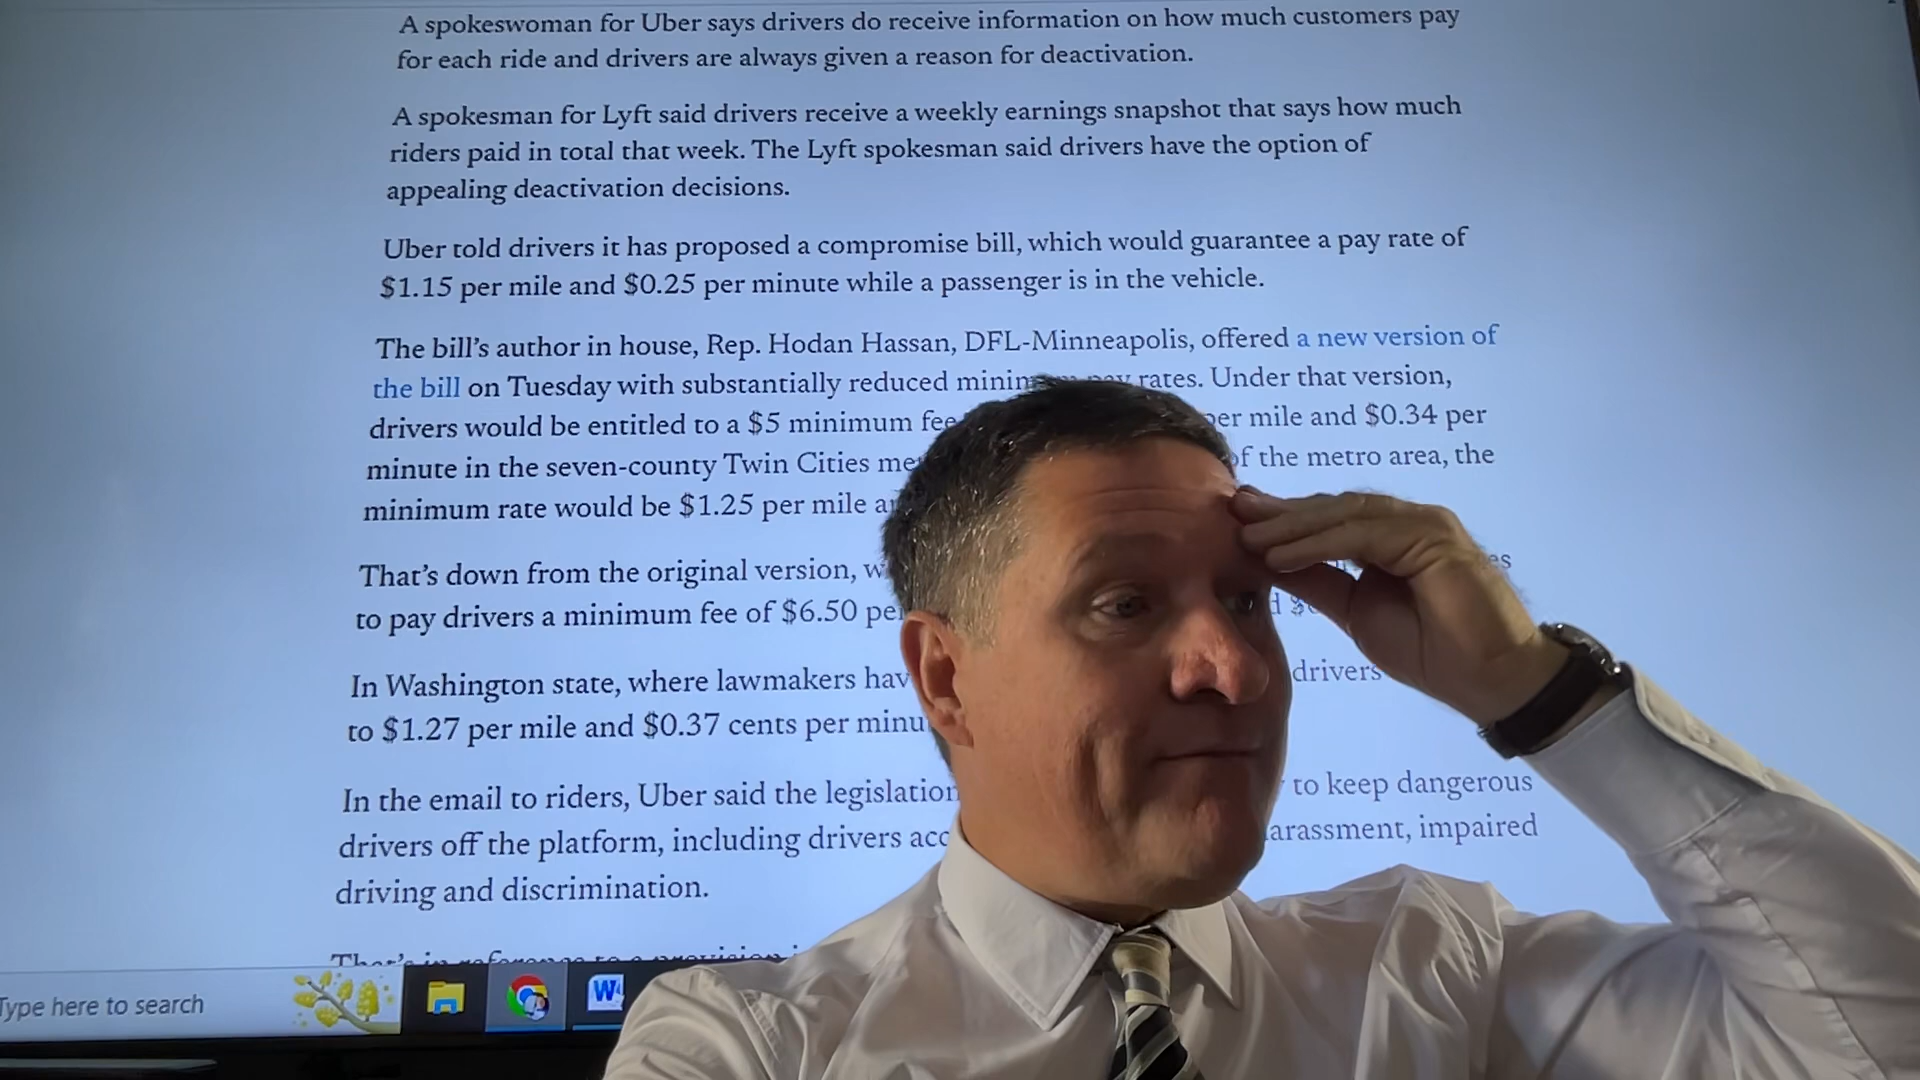 A spokeswoman for Uber says drivers do receive information on how much customers pay
for each ride and drivers are always given a reason for deactivation.
A spokesman for Lyft said drivers receive a weekly earnings snapshot that says how much
riders paid in total that week. The Lyft spokesman said drivers have the option of
appealing deactivation decisions.
Uber told drivers it has proposed a compromise bill, which would guarantee a pay rate of
$1.15 per mile and $0.25 per minute while a passenger is in the vehicle.
The bill’s author in house, Rep. Hodan Hassan, DFL-Minneapolis, offered a new version of
the bill on Tuesday with substantially reduced minimum pay rates. Under that version,
drivers would be entitled to a $5 minimum fee per mile and $0.34 per
minute in the seven-county Twin Cities of the metro area, the
minimum rate would be $1.25 per mile
That’s down from the original version,
to pay drivers a minimum fee of $6.50
In Washington state, where lawmakers drivers
to $1.27 per mile and $0.37 cents per
In the email to riders, Uber said the legislation to keep dangerous
drivers off the platform, including drivers harassment, impaired
driving and discrimination.
That’s in reference to a provision
Type here to search
W